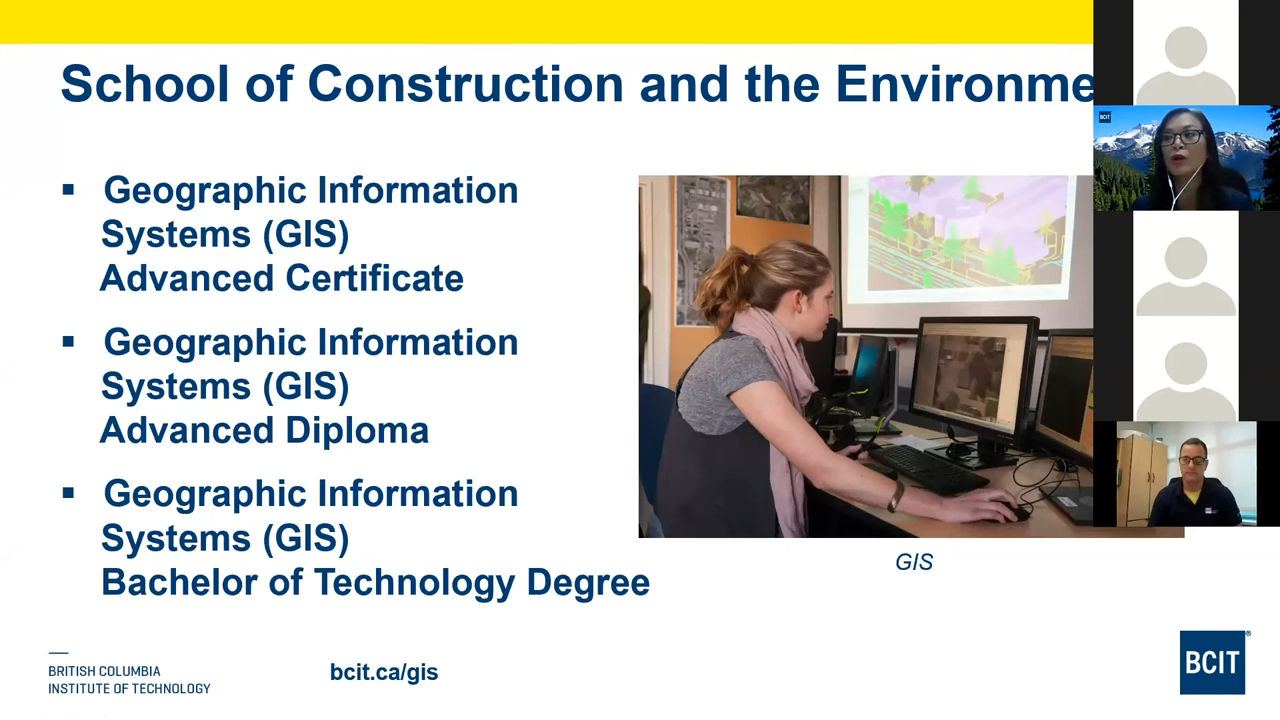 School of Construction and the Environme
▪ Geographic Information
Systems (GIS)
Advanced Certificate
▪ Geographic Information
Systems (GIS)
Advanced Diploma
▪ Geographic Information
Systems (GIS)
Bachelor of Technology Degree
GIS
BRITISH COLUMBIA
INSTITUTE OF TECHNOLOGY
bcit.ca/gis
BCIT®
BCIT